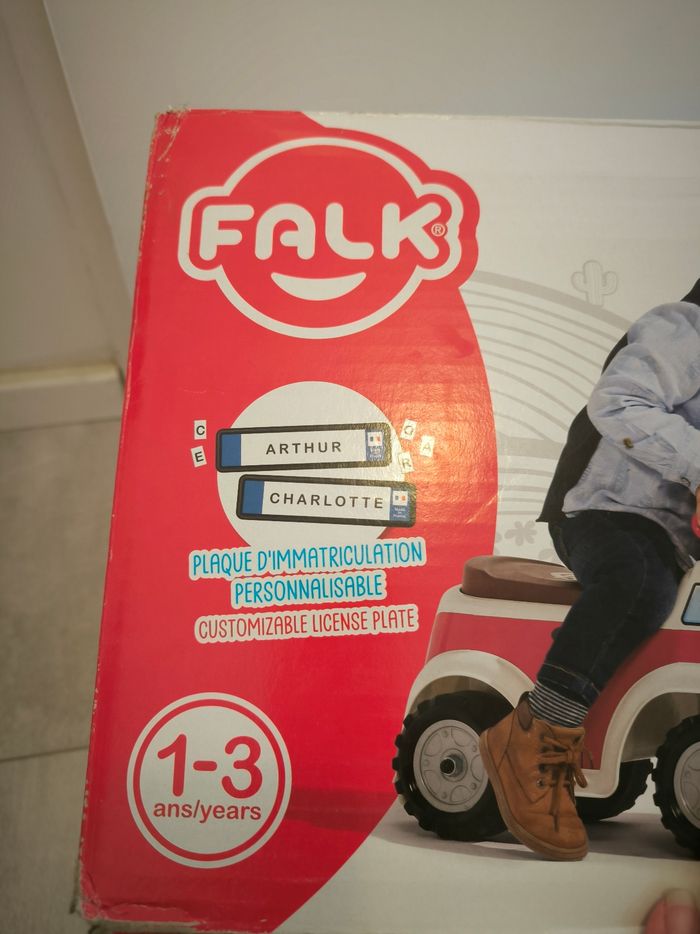 FALK®
C
E
ARTHUR
G
A
R
CHARLOTTE
PLAQUE D'IMMATRICULATION
PERSONNALISABLE
CUSTOMIZABLE LICENSE PLATE
1-3
ans/years